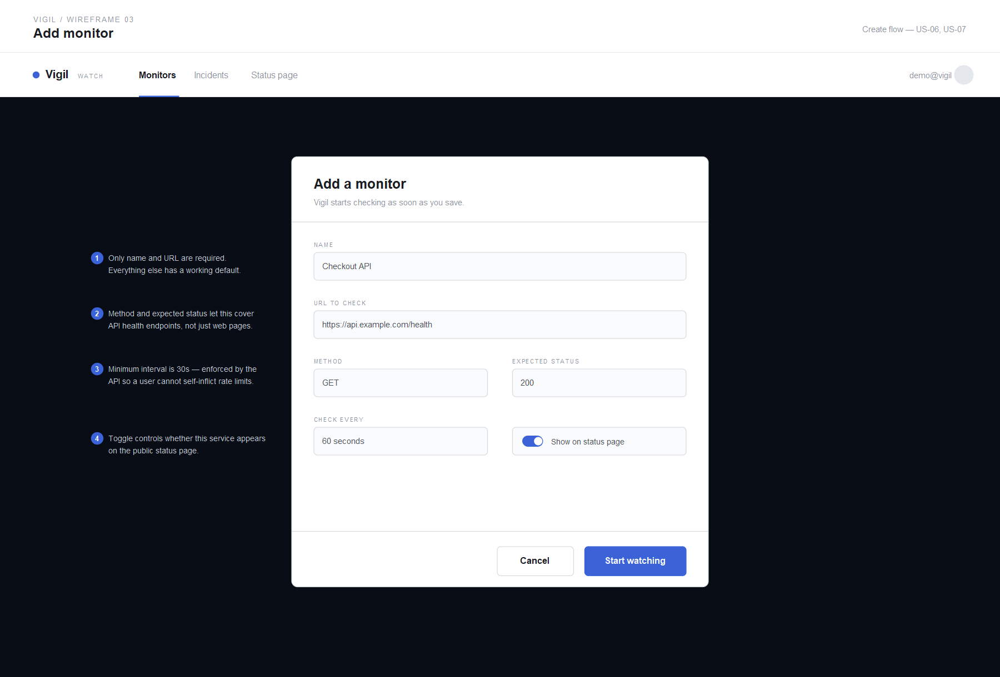 VIGIL / WIREFRAME 03
Add monitor
Create flow — US-06, US-07
Vigil WATCH Monitors Incidents Status page demo@vigil
Add a monitor
Vigil starts checking as soon as you save.
1 Only name and URL are required.
Everything else has a working default.
2 Method and expected status let this cover
API health endpoints, not just web pages.
3 Minimum interval is 30s — enforced by the
API so a user cannot self-inflict rate limits.
4 Toggle controls whether this service appears
on the public status page.
NAME
Checkout API
URL TO CHECK
https://api.example.com/health
METHOD EXPECTED STATUS
GET 200
CHECK EVERY
60 seconds Show on status page
Cancel Start watching